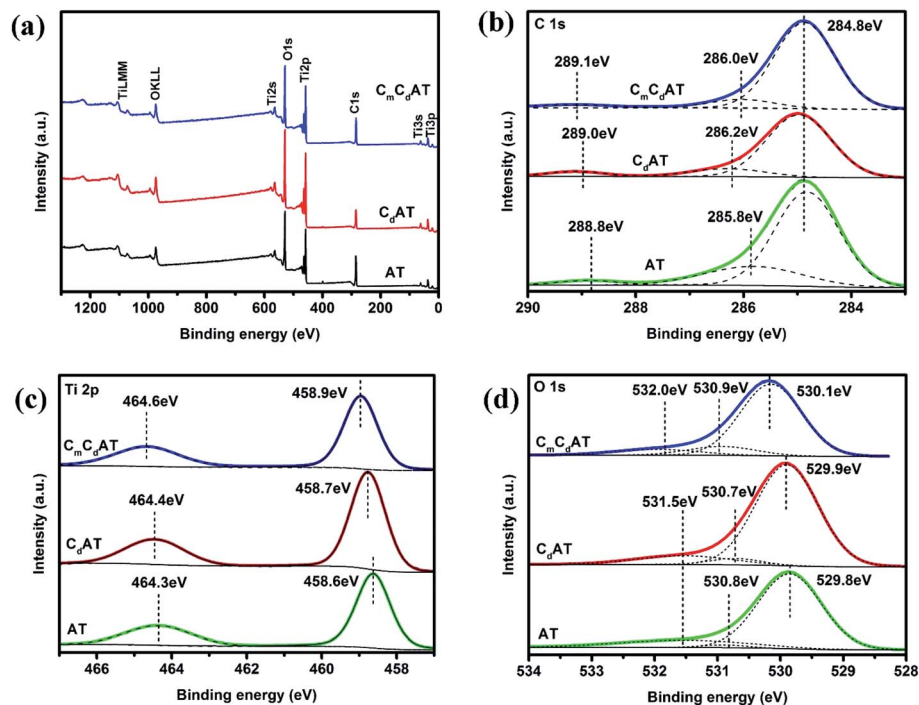 (a)
TiLMM
OKLL
Ti2s
O1s
Ti2p
C1s
Ti3s
Ti3p
CmCdAT
CdAT
AT
Intensity (a.u.)
1300 1200 1000 800 600 400 200 0
Binding energy (eV)
(b)
C 1s
284.8eV
289.1eV
286.0eV
CmCdAT
289.0eV
286.2eV
CdAT
288.8eV
285.8eV
AT
Intensity (a.u.)
290 288 286 284
Binding energy (eV)
(c)
Ti 2p
464.6eV
458.9eV
CmCdAT
464.4eV
458.7eV
CdAT
464.3eV
458.6eV
AT
Intensity (a.u.)
466 464 462 460 458
Binding energy (eV)
(d)
O 1s
532.0eV
530.9eV
530.1eV
CmCdAT
531.5eV
530.7eV
529.9eV
CdAT
530.8eV
529.8eV
AT
Intensity (a.u.)
534 533 532 531 530 529 528
Binding energy (eV)